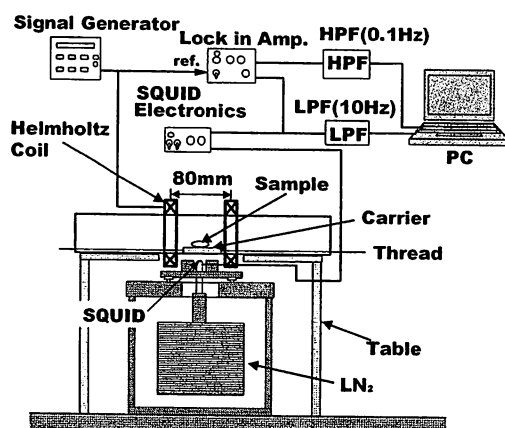 Signal Generator
Lock in Amp.
HPF(0.1Hz)
ref.
HPF
SQUID
Electronics
LPF(10Hz)
LPF
PC
Helmholtz
Coil
80mm
Sample
Carrier
Thread
SQUID
Table
LN₂